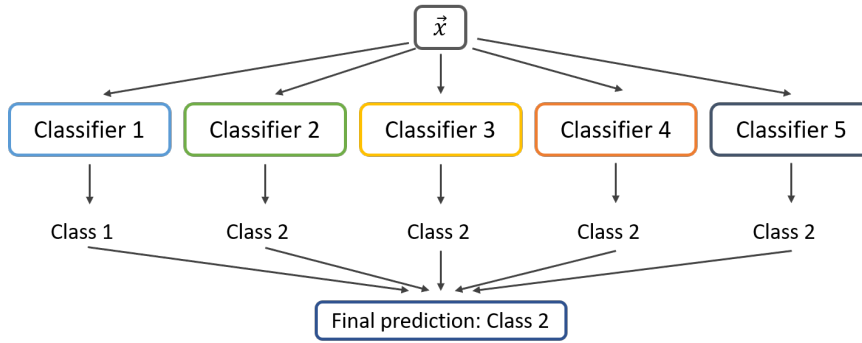 x⃗
Classifier 1 Classifier 2 Classifier 3 Classifier 4 Classifier 5
Class 1 Class 2 Class 2 Class 2 Class 2
Final prediction: Class 2